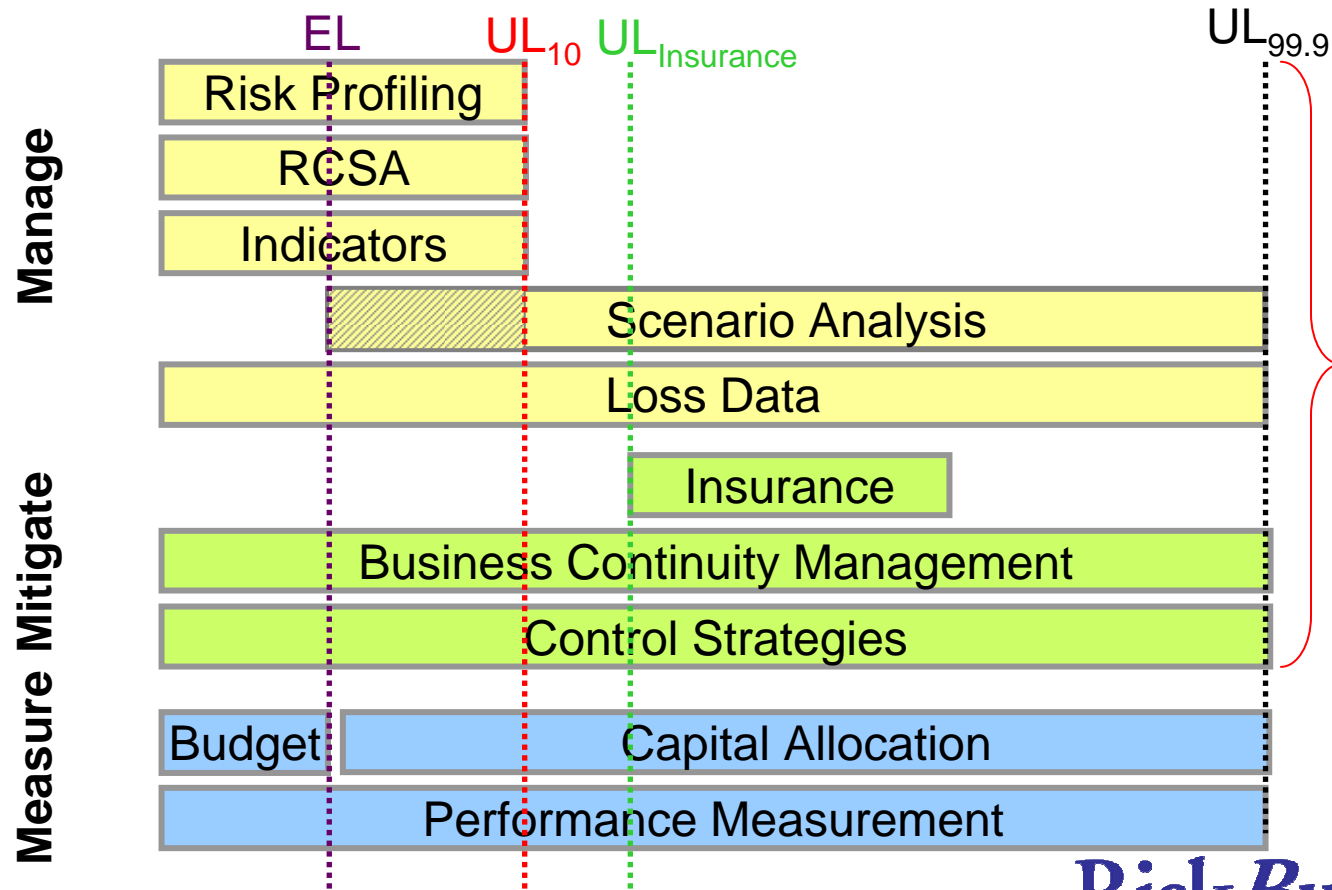 EL UL10 ULInsurance UL99.9
Manage
Risk Profiling
RCSA
Indicators
Scenario Analysis
Loss Data
Mitigate
Insurance
Business Continuity Management
Control Strategies
Measure
Budget Capital Allocation
Performance Measurement
Risk